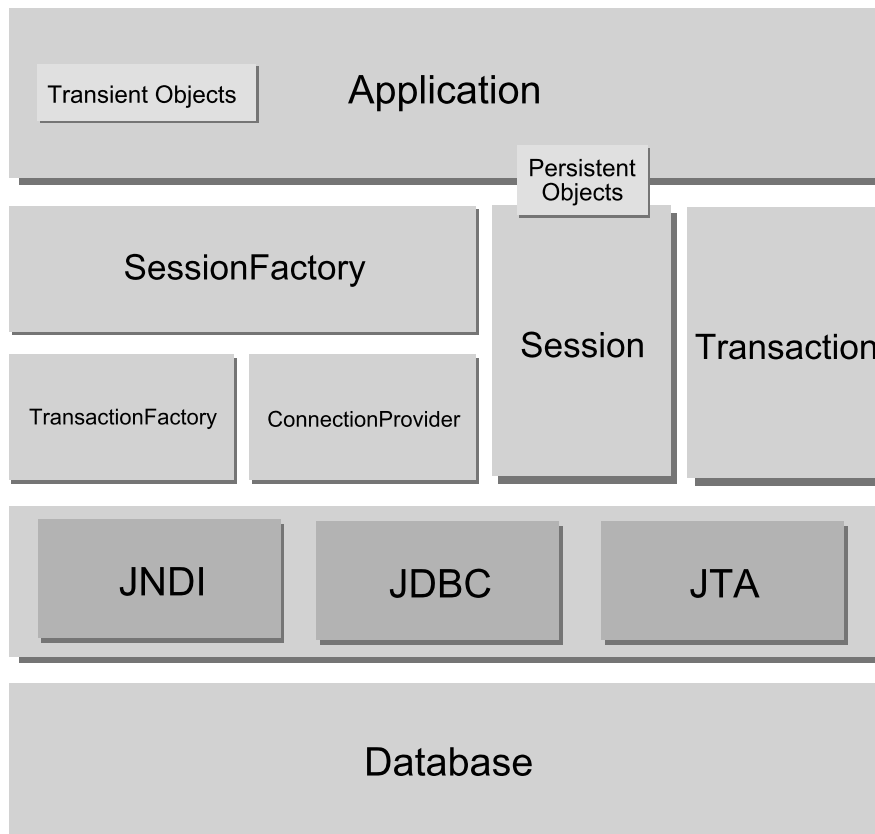 Transient Objects
Application
Persistent
Objects
SessionFactory
Session
Transaction
TransactionFactory
ConnectionProvider
JNDI
JDBC
JTA
Database